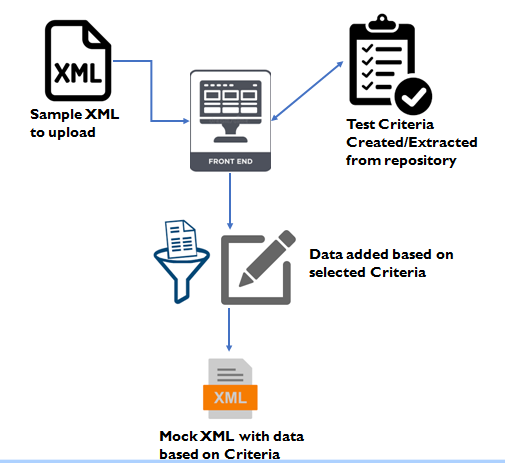 XML
Sample XML
to upload
FRONT END
Test Criteria
Created/Extracted
from repository
Data added based on
selected Criteria
XML
Mock XML with data
based on Criteria